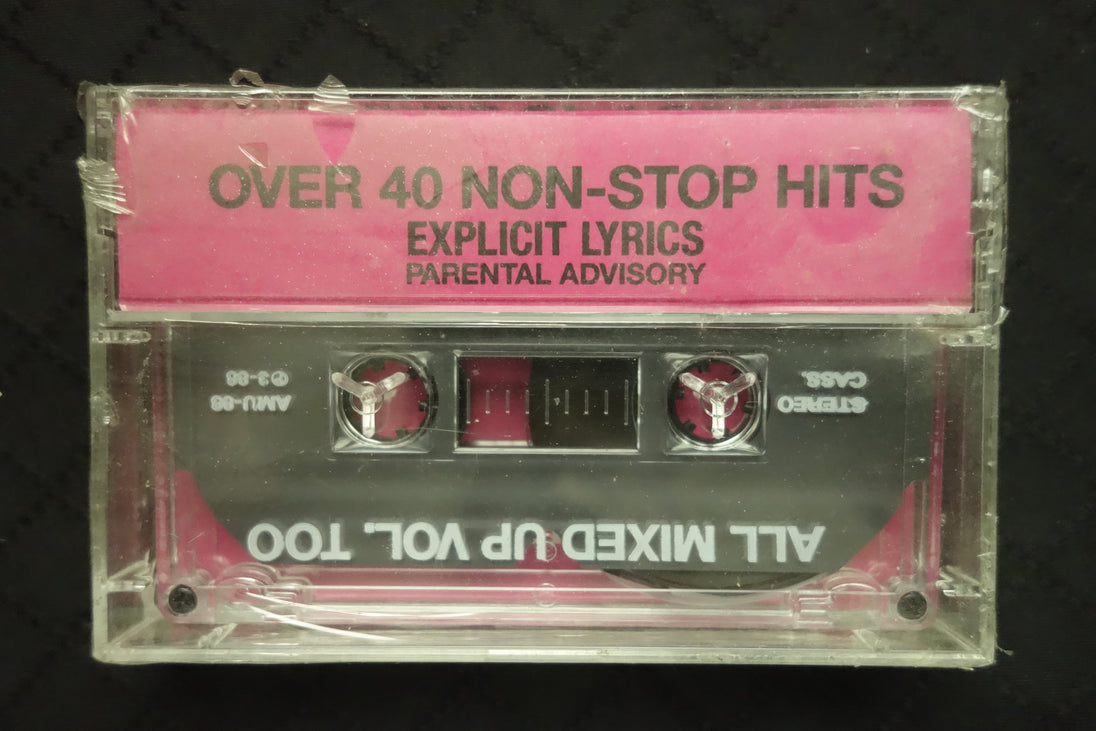 OVER 40 NON-STOP HITS
EXPLICIT LYRICS
PARENTAL ADVISORY
ALL MIXED UP VOL. TOO
STEREO
CASS.
AMU-88
℗ 3-88